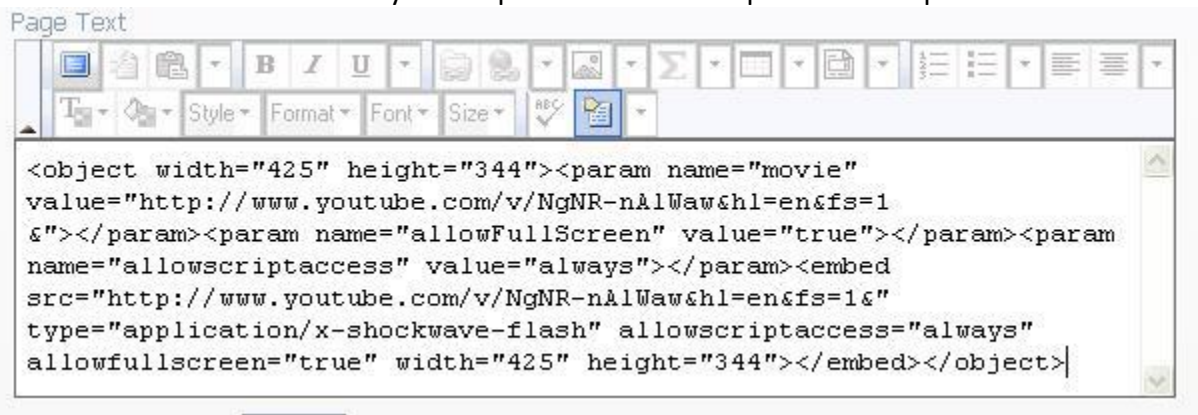 Page Text
B I U
Style Format Font Size ABC
<object width="425" height="344"><param name="movie"
value="http://www.youtube.com/v/NgNR-nAlWaw&hl=en&fs=1
&"></param><param name="allowFullScreen" value="true"></param><param
name="allowscriptaccess" value="always"></param><embed
src="http://www.youtube.com/v/NgNR-nAlWaw&hl=en&fs=1&"
type="application/x-shockwave-flash" allowscriptaccess="always"
allowfullscreen="true" width="425" height="344"></embed></object>